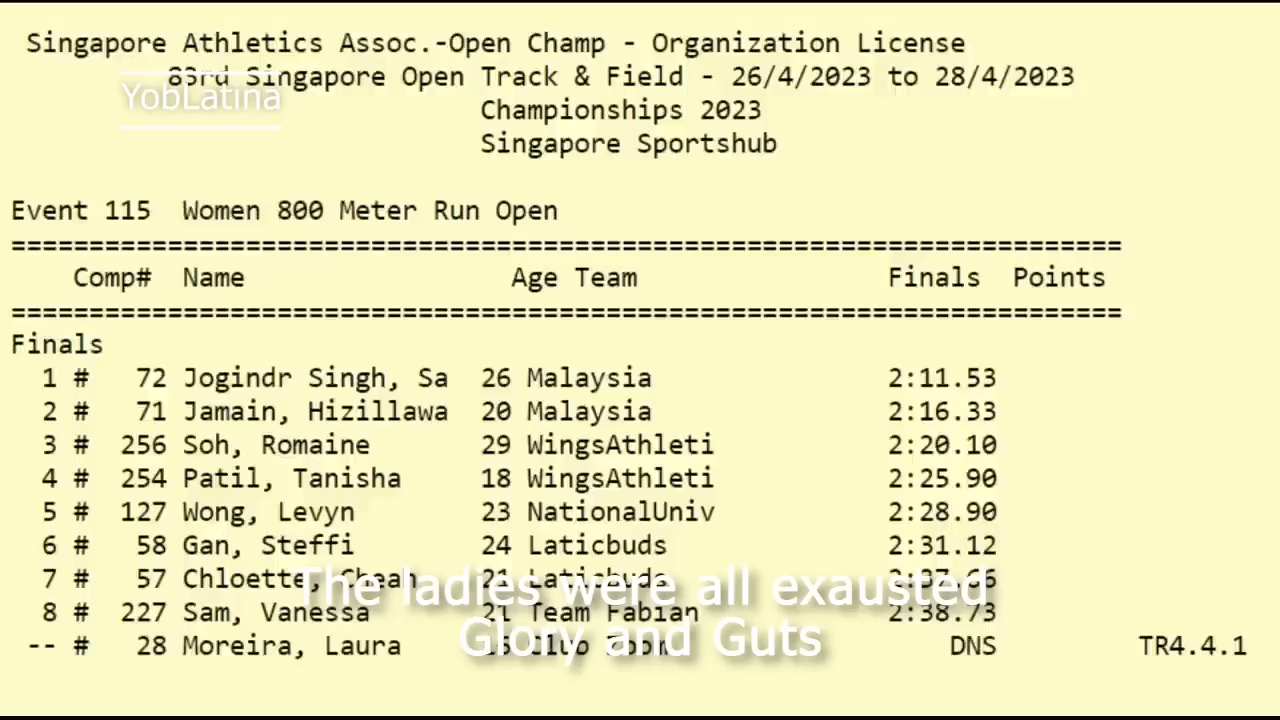 Singapore Athletics Assoc.-Open Champ - Organization License
83rd Singapore Open Track & Field - 26/4/2023 to 28/4/2023
YobLatina
Championships 2023
Singapore Sportshub
Event 115 Women 800 Meter Run Open
=======================================================================
Comp# Name Age Team Finals Points
=======================================================================
Finals
1 # 72 Jogindr Singh, Sa 26 Malaysia 2:11.53
2 # 71 Jamain, Hizillawa 20 Malaysia 2:16.33
3 # 256 Soh, Romaine 29 WingsAthleti 2:20.10
4 # 254 Patil, Tanisha 18 WingsAthleti 2:25.90
5 # 127 Wong, Levyn 23 NationalUniv 2:28.90
6 # 58 Gan, Steffi 24 Laticbuds 2:31.12
7 # 57 Chloette, Cheah 21 Laticbuds
The ladies were all exausted
8 # 227 Sam, Vanessa 21 Team Fabian 2:38.73
Glory and Guts
-- # 28 Moreira, Laura Club DNS TR4.4.1